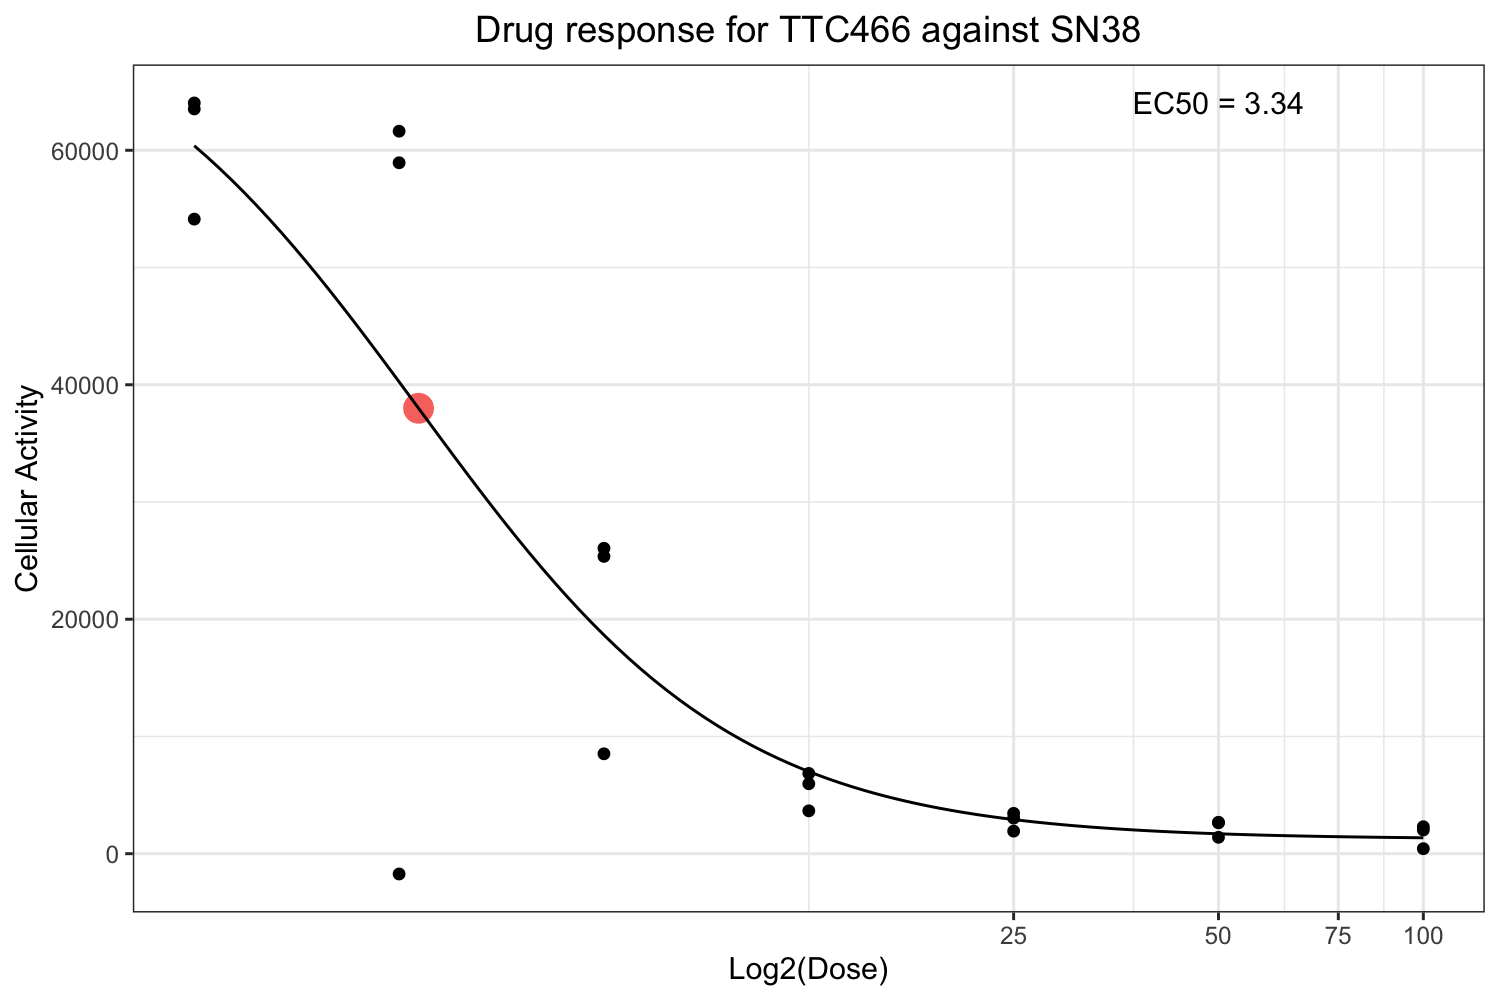 Drug response for TTC466 against SN38
EC50 = 3.34
60000
40000
20000
0
Cellular Activity
25 50 75 100
Log2(Dose)